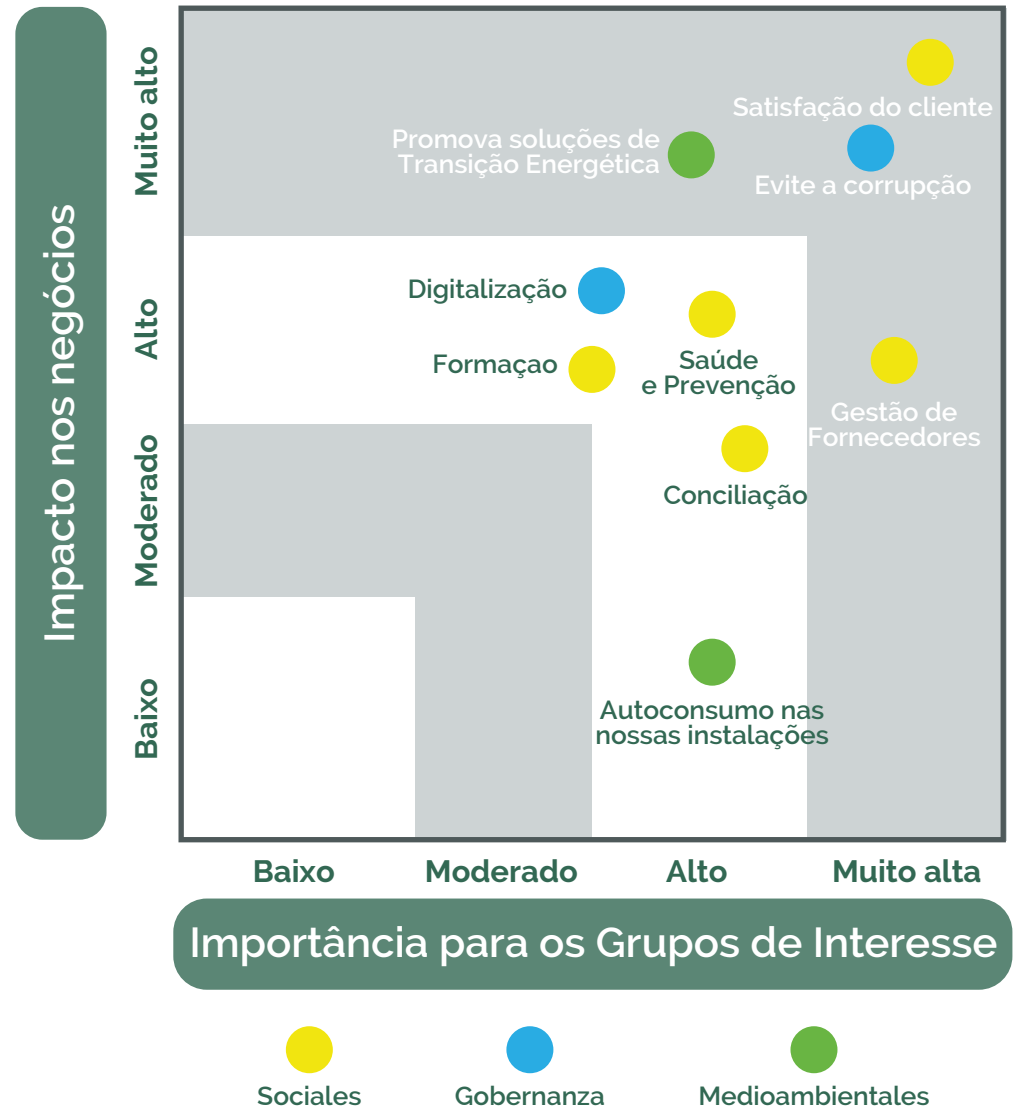 Impacto nos negócios
Muito alto
Alto
Moderado
Baixo
Satisfação do cliente
Promova soluções de
Transição Energética
Evite a corrupção
Digitalização
Formaçao
Saúde
e Prevenção
Gestão de
Fornecedores
Conciliação
Autoconsumo nas
nossas instalações
Baixo
Moderado
Alto
Muito alta
Importância para os Grupos de Interesse
Sociales
Gobernanza
Medioambientales